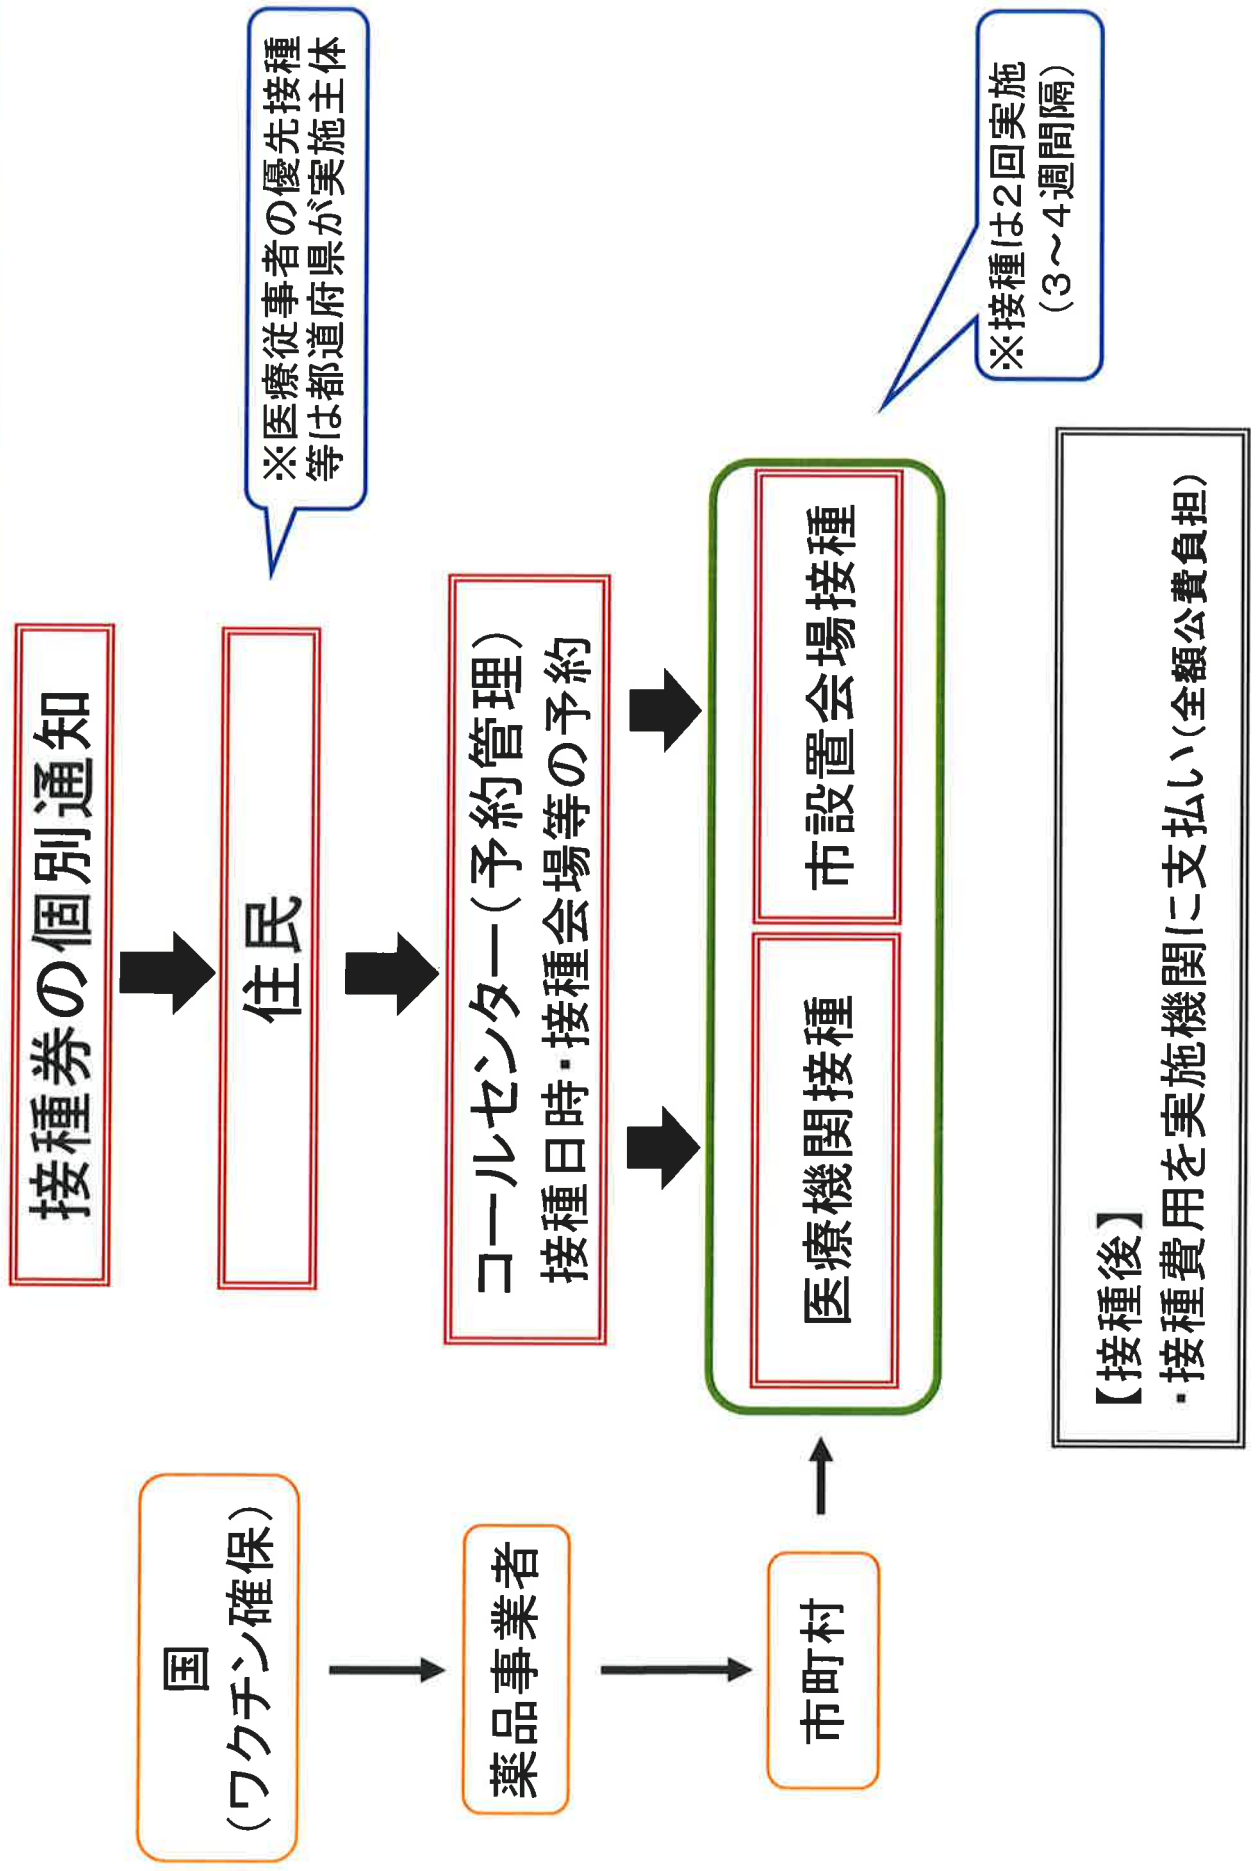 接種券の個別通知
住民
※医療従事者の優先接種
等は都道府県が実施主体
コールセンター(予約管理)
接種日時・接種会場等の予約
国
(ワクチン確保)
薬品事業者
市町村
医療機関接種
市設置会場接種
※接種は2回実施
(3〜4週間隔)
【接種後】
・接種費用を実施機関に支払い(全額公費負担)